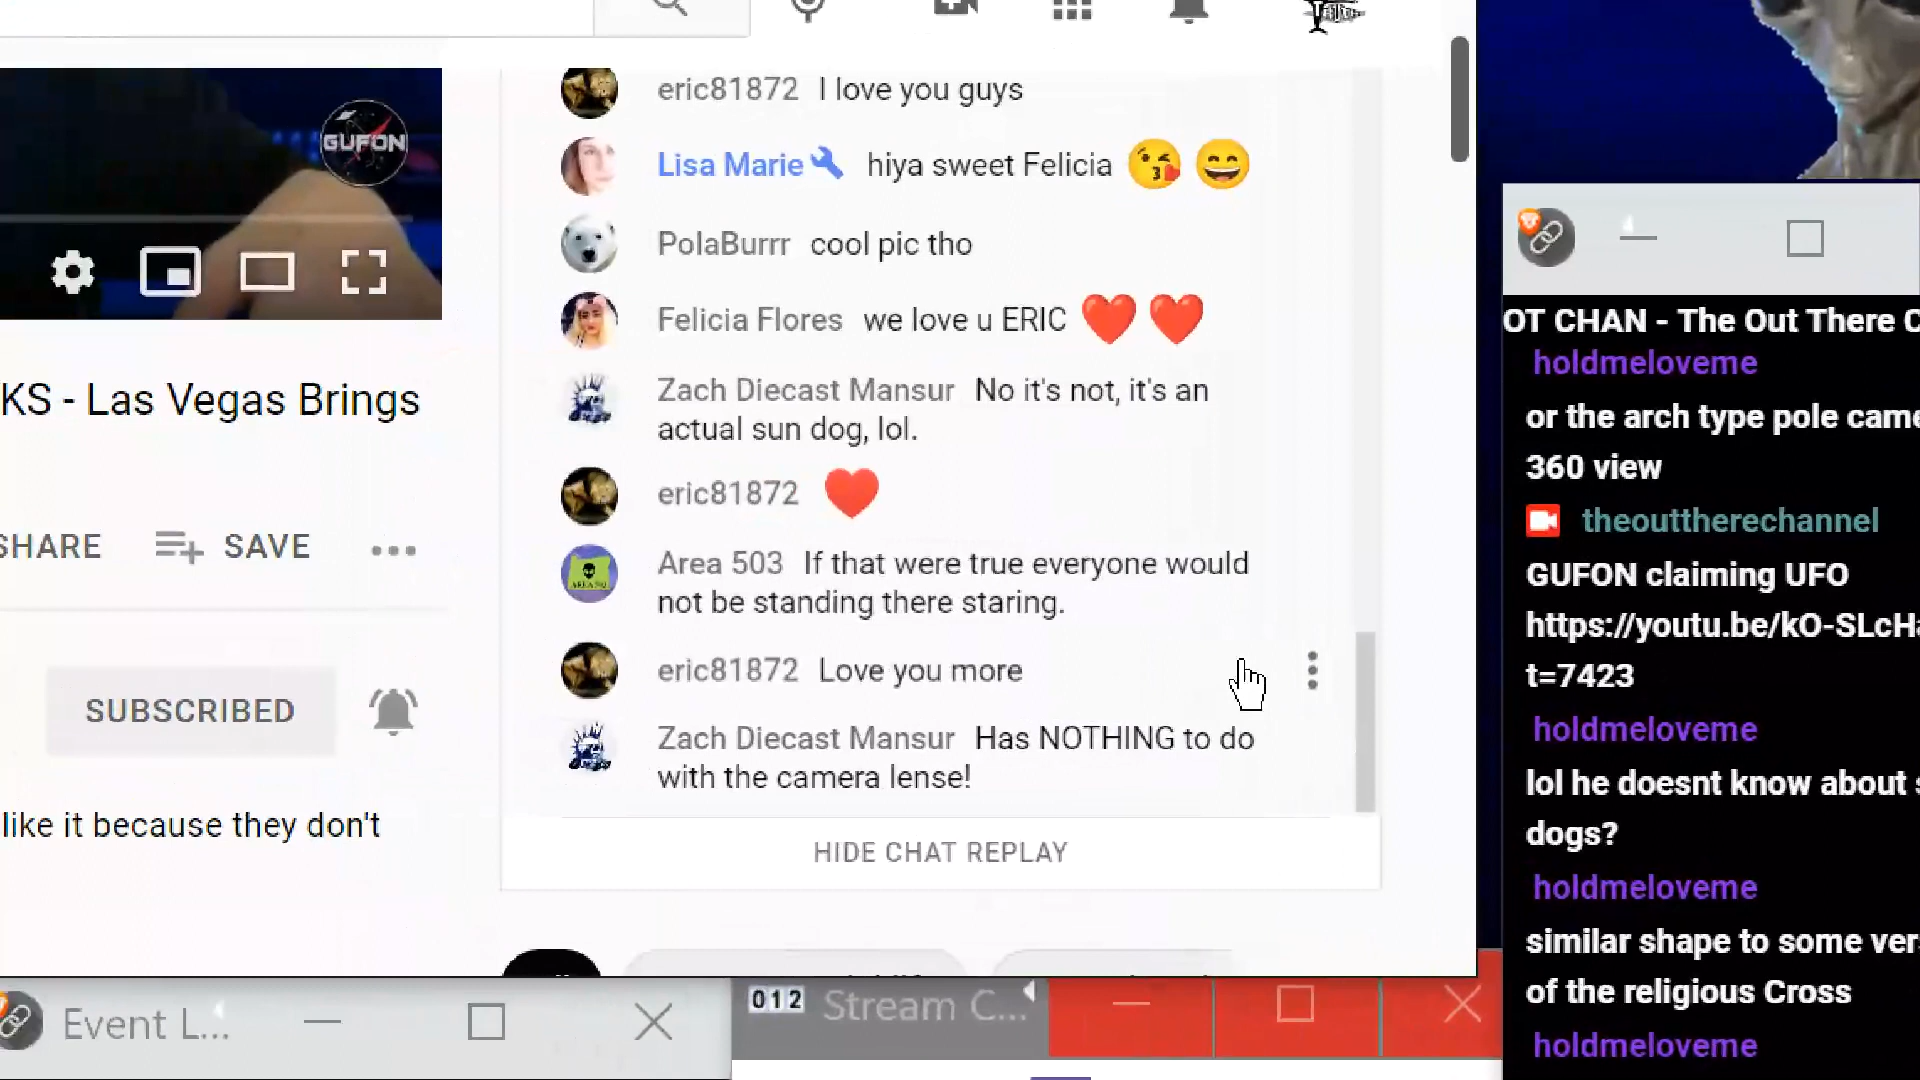 GUFON
KS - Las Vegas Brings
SHARE
SAVE
SUBSCRIBED
like it because they don't
eric81872 I love you guys
Lisa Marie hiya sweet Felicia
PolaBurrr cool pic tho
Felicia Flores we love u ERIC
Zach Diecast Mansur No it's not, it's an
actual sun dog, lol.
eric81872
Area 503 If that were true everyone would
not be standing there staring.
eric81872 Love you more
Zach Diecast Mansur Has NOTHING to do
with the camera lense!
HIDE CHAT REPLAY
OT CHAN - The Out There C
holdmeloveme
or the arch type pole came
360 view
theouttherechannel
GUFON claiming UFO
https://youtu.be/kO-SLcHa
t=7423
holdmeloveme
lol he doesnt know about s
dogs?
holdmeloveme
similar shape to some vers
of the religious Cross
holdmeloveme
Event L...
012 Stream C...